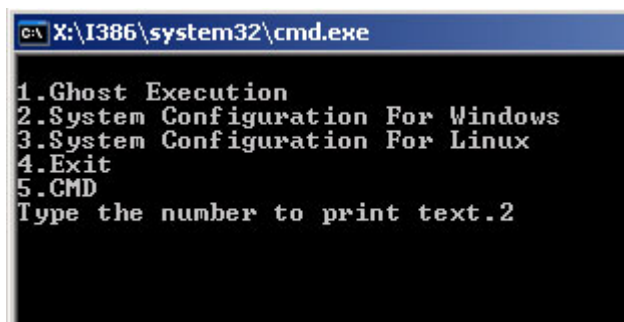 X:\I386\system32\cmd.exe
1.Ghost Execution
2.System Configuration For Windows
3.System Configuration For Linux
4.Exit
5.CMD
Type the number to print text.2